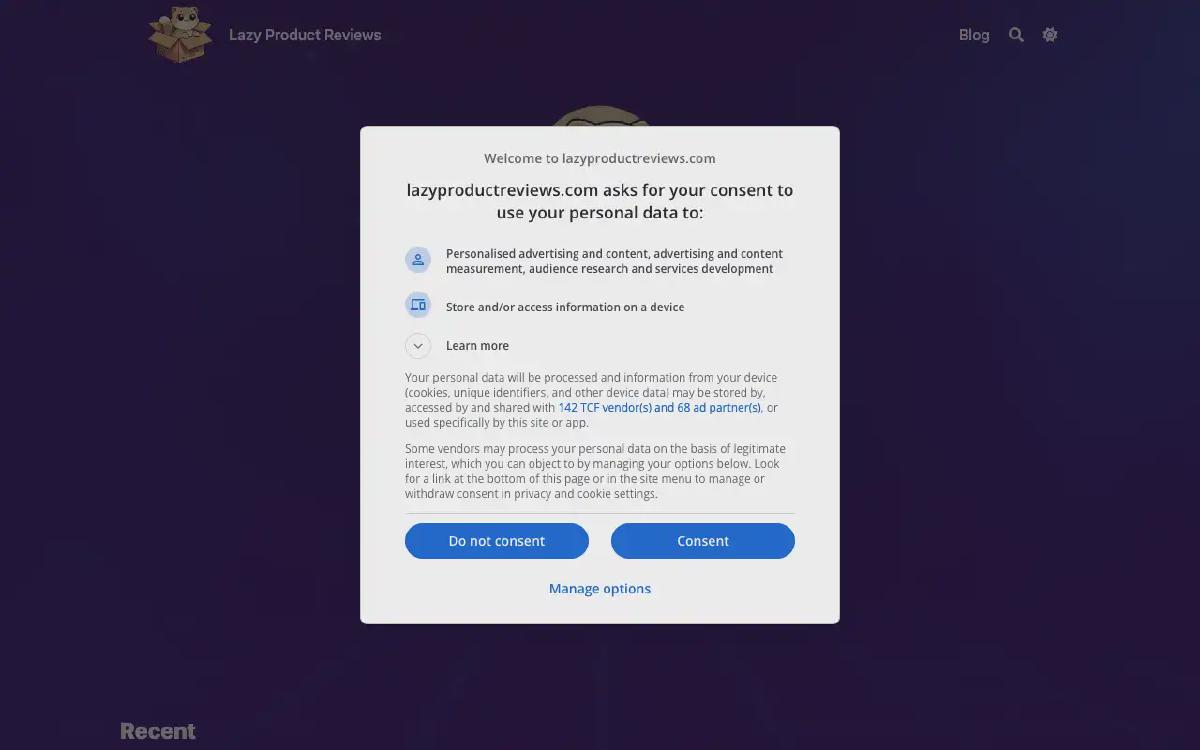 Lazy Product Reviews
Blog
Welcome to lazyproductreviews.com
lazyproductreviews.com asks for your consent to
use your personal data to:
Personalised advertising and content, advertising and content
measurement, audience research and services development
Store and/or access information on a device
Learn more
Your personal data will be processed and information from your device
(cookies, unique identifiers, and other device data) may be stored by,
accessed by and shared with 142 TCF vendor(s) and 68 ad partner(s), or
used specifically by this site or app.
Some vendors may process your personal data on the basis of legitimate
interest, which you can object to by managing your options below. Look
for a link at the bottom of this page or in the site menu to manage or
withdraw consent in privacy and cookie settings.
Do not consent
Consent
Manage options
Recent